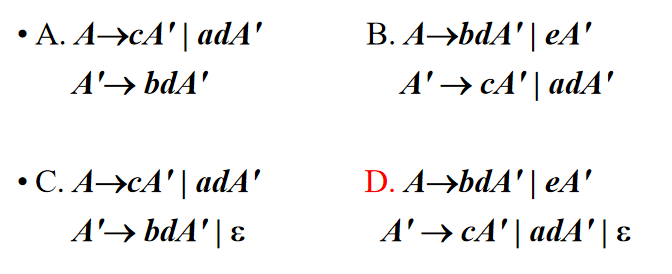 • A. A→cA′ | adA′ B. A→bdA′ | eA′
A′→ bdA′ A′ → cA′ | adA′
• C. A→cA′ | adA′ D. A→bdA′ | eA′
A′→ bdA′ | ε A′ → cA′ | adA′ | ε